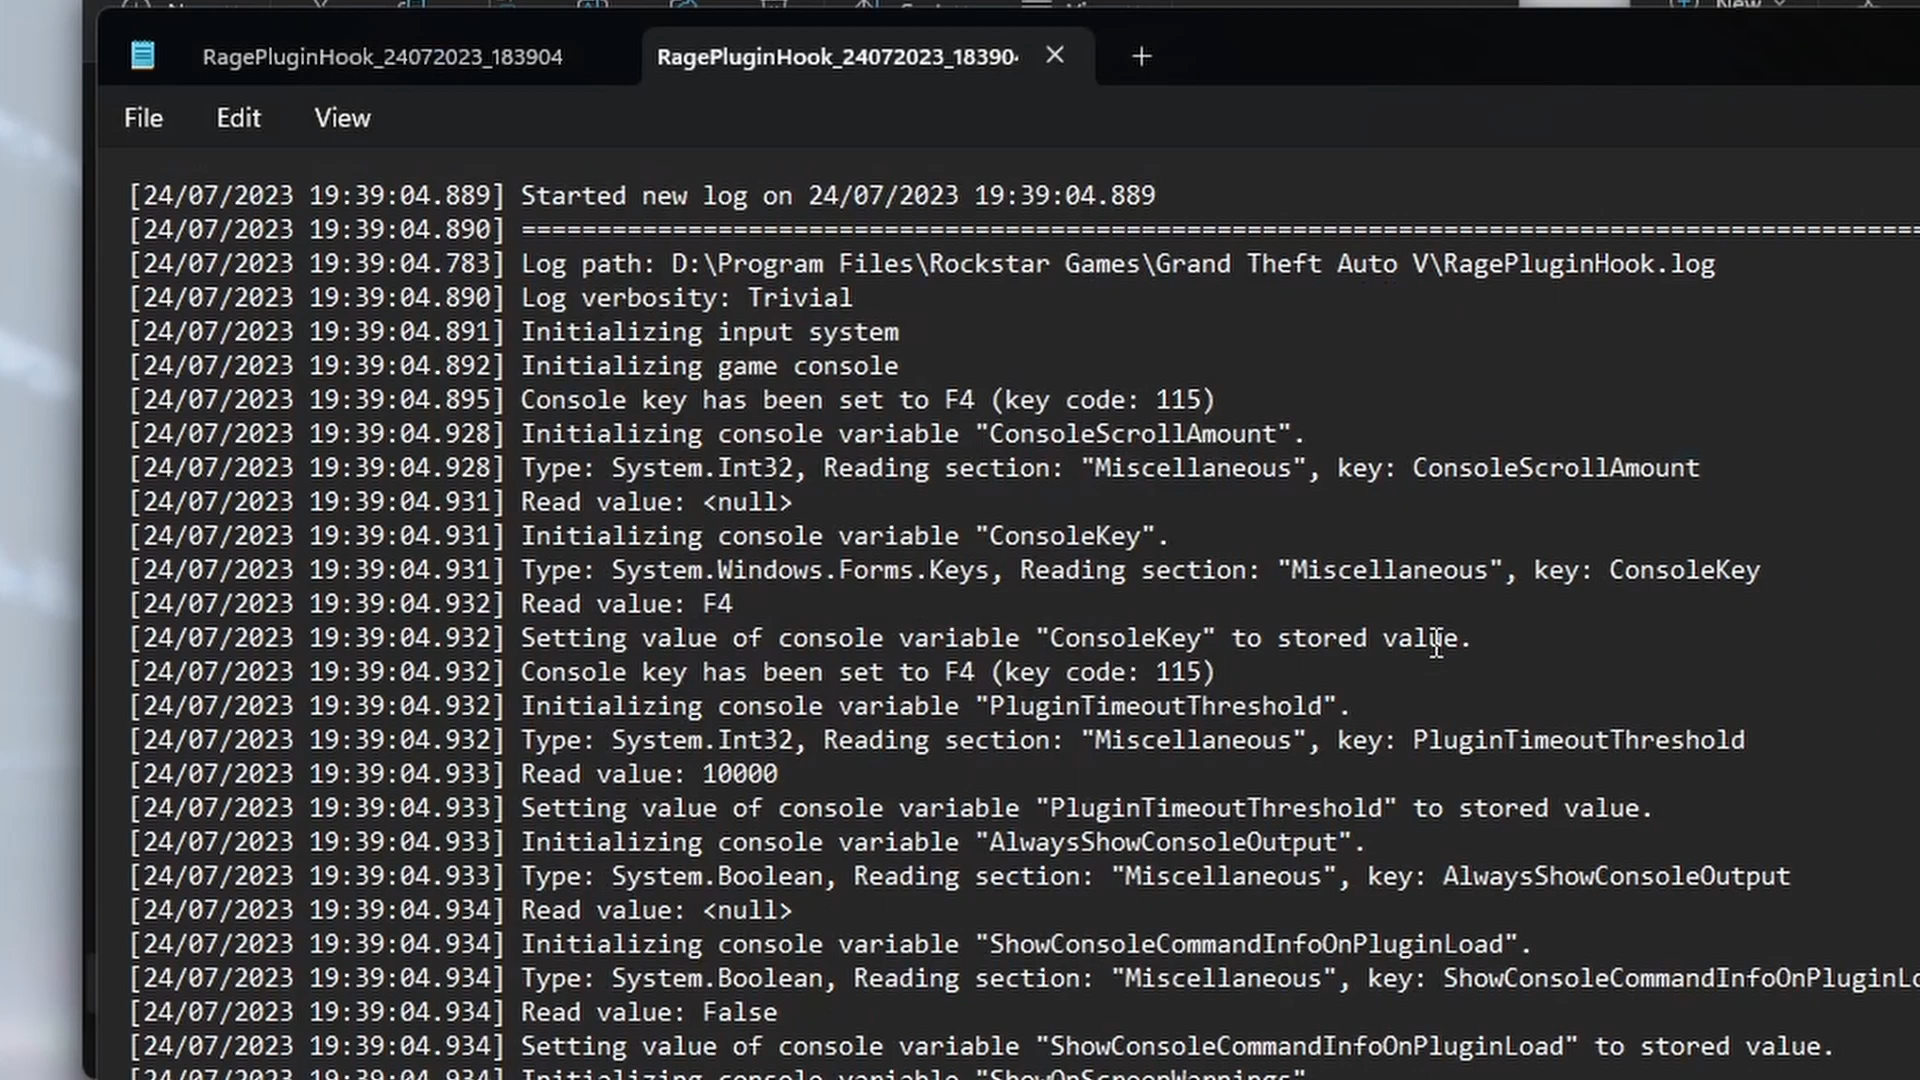 New
RagePluginHook_24072023_183904
RagePluginHook_24072023_18390
File Edit View
[24/07/2023 19:39:04.889] Started new log on 24/07/2023 19:39:04.889
[24/07/2023 19:39:04.890] ==============================================================================================
[24/07/2023 19:39:04.783] Log path: D:\Program Files\Rockstar Games\Grand Theft Auto V\RagePluginHook.log
[24/07/2023 19:39:04.890] Log verbosity: Trivial
[24/07/2023 19:39:04.891] Initializing input system
[24/07/2023 19:39:04.892] Initializing game console
[24/07/2023 19:39:04.895] Console key has been set to F4 (key code: 115)
[24/07/2023 19:39:04.928] Initializing console variable "ConsoleScrollAmount".
[24/07/2023 19:39:04.928] Type: System.Int32, Reading section: "Miscellaneous", key: ConsoleScrollAmount
[24/07/2023 19:39:04.931] Read value: <null>
[24/07/2023 19:39:04.931] Initializing console variable "ConsoleKey".
[24/07/2023 19:39:04.931] Type: System.Windows.Forms.Keys, Reading section: "Miscellaneous", key: ConsoleKey
[24/07/2023 19:39:04.932] Read value: F4
[24/07/2023 19:39:04.932] Setting value of console variable "ConsoleKey" to stored value.
[24/07/2023 19:39:04.932] Console key has been set to F4 (key code: 115)
[24/07/2023 19:39:04.932] Initializing console variable "PluginTimeoutThreshold".
[24/07/2023 19:39:04.932] Type: System.Int32, Reading section: "Miscellaneous", key: PluginTimeoutThreshold
[24/07/2023 19:39:04.933] Read value: 10000
[24/07/2023 19:39:04.933] Setting value of console variable "PluginTimeoutThreshold" to stored value.
[24/07/2023 19:39:04.933] Initializing console variable "AlwaysShowConsoleOutput".
[24/07/2023 19:39:04.933] Type: System.Boolean, Reading section: "Miscellaneous", key: AlwaysShowConsoleOutput
[24/07/2023 19:39:04.934] Read value: <null>
[24/07/2023 19:39:04.934] Initializing console variable "ShowConsoleCommandInfoOnPluginLoad".
[24/07/2023 19:39:04.934] Type: System.Boolean, Reading section: "Miscellaneous", key: ShowConsoleCommandInfoOnPluginLo
[24/07/2023 19:39:04.934] Read value: False
[24/07/2023 19:39:04.934] Setting value of console variable "ShowConsoleCommandInfoOnPluginLoad" to stored value.
[24/07/2023 19:39:04.934] Initializing console variable "ShowOnScreenWarnings"